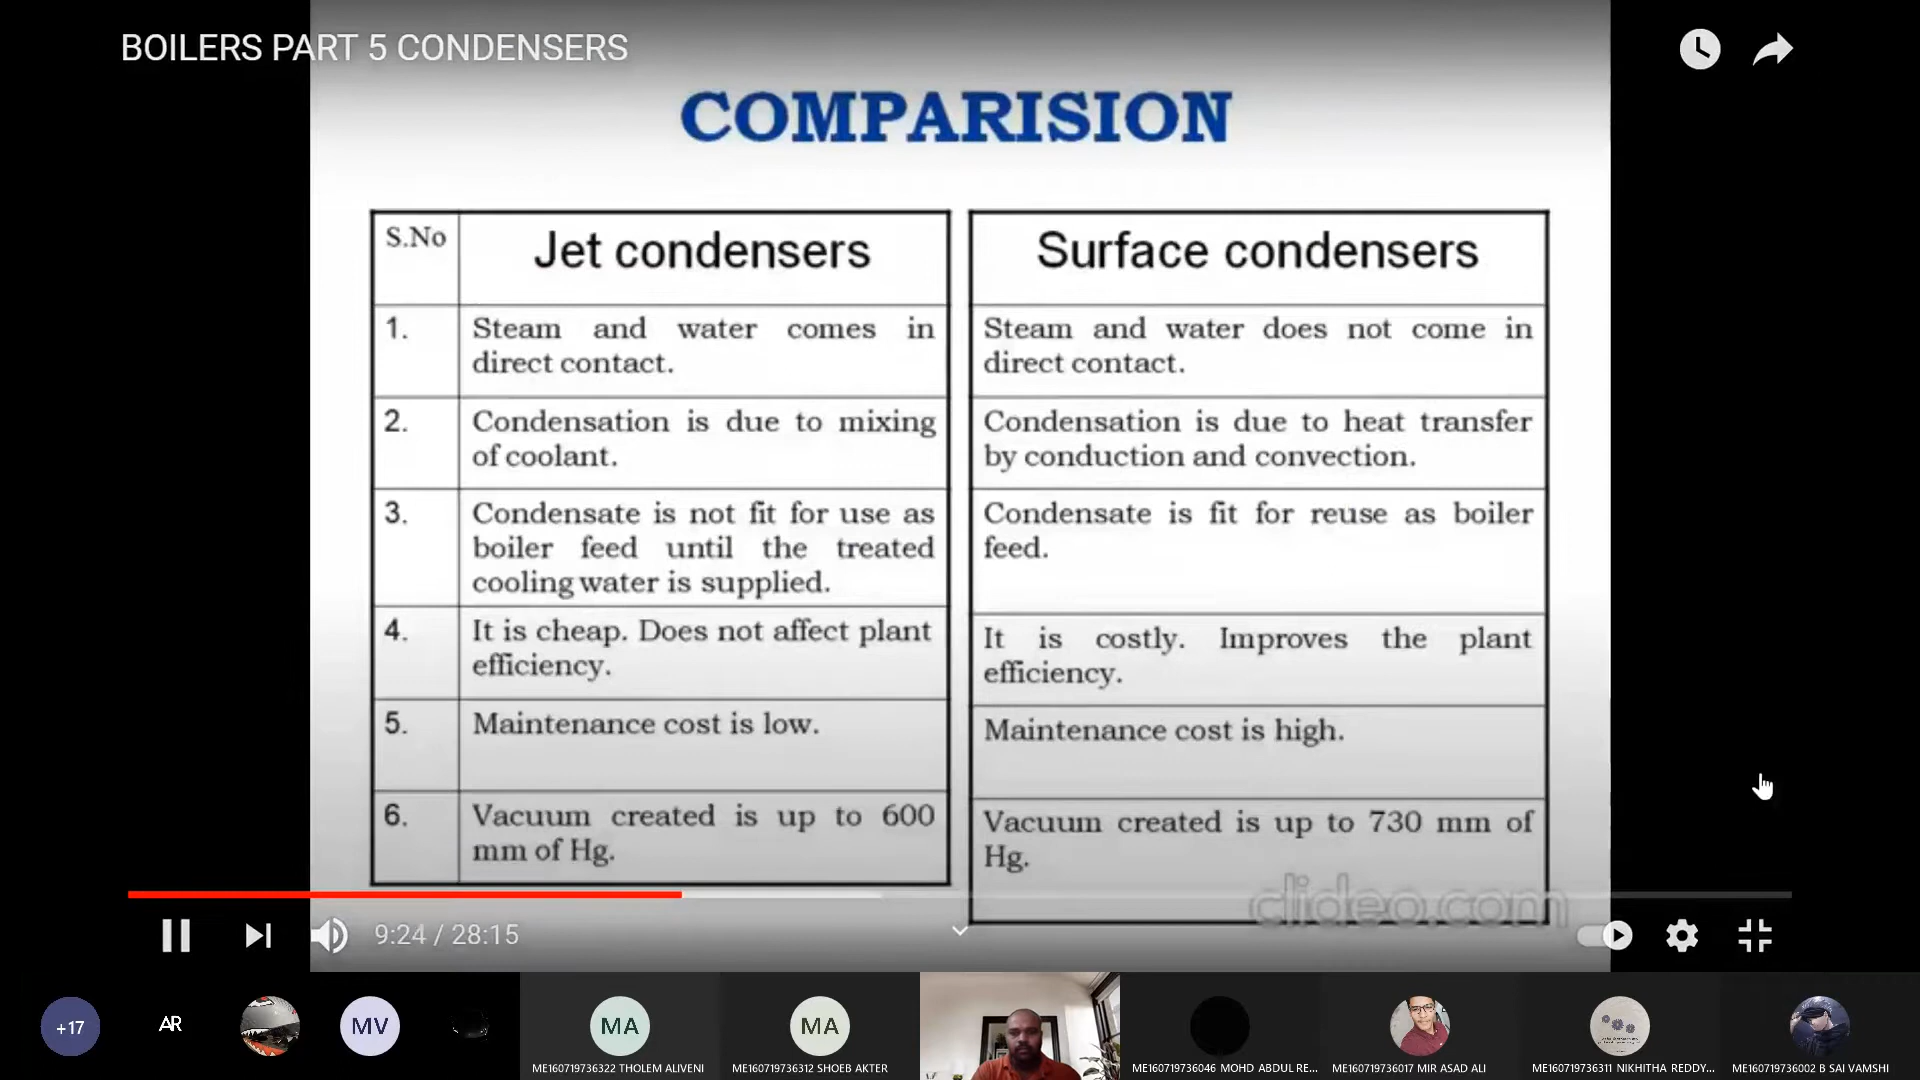 BOILERS PART 5 CONDENSERS
COMPARISION
S.No
Jet condensers
Surface condensers
1.
Steam and water comes in
direct contact.
Steam and water does not come in
direct contact.
2.
Condensation is due to mixing
of coolant.
Condensation is due to heat transfer
by conduction and convection.
3.
Condensate is not fit for use as
boiler feed until the treated
cooling water is supplied.
Condensate is fit for reuse as boiler
feed.
4.
It is cheap. Does not affect plant
efficiency.
It is costly. Improves the plant
efficiency.
5.
Maintenance cost is low.
Maintenance cost is high.
6.
Vacuum created is up to 600
mm of Hg.
Vacuum created is up to 730 mm of
Hg.
clideo.com
9:24 / 28:15
+17
AR
MV
MA
MA
ME160719736322 THOLEM ALIVENI
ME160719736312 SHOEB AKTER
ME160719736046 MOHD ABDUL RE...
ME160719736017 MIR ASAD ALI
ME160719736311 NIKHITHA REDDY...
ME160719736002 B SAI VAMSHI